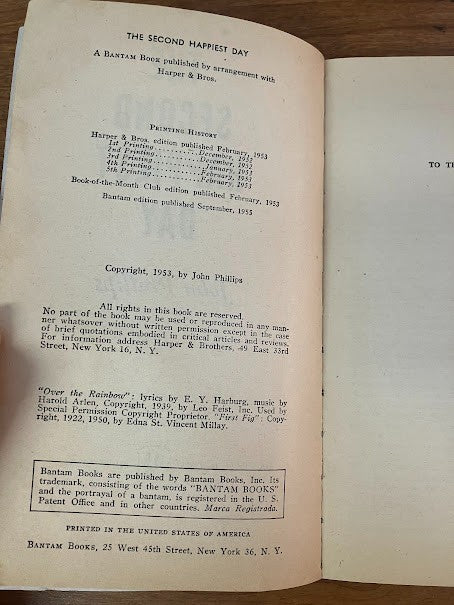 THE SECOND HAPPIEST DAY
A BANTAM BOOK published by arrangement with
Harper & Bros.
PRINTING HISTORY
Harper & Bros. edition published February, 1953
1st Printing...........December, 1952
2nd Printing...........December, 1952
3rd Printing...........January, 1953
4th Printing...........February, 1953
5th Printing...........February, 1953
Book-of-the-Month Club edition published February, 1953
Bantam edition published September, 1955
Copyright, 1953, by John Phillips
All rights in this book are reserved.
No part of the book may be used or reproduced in any man-
ner whatsoever without written permission except in the case
of brief quotations embodied in critical articles and reviews.
For information address Harper & Brothers, 49 East 33rd
Street, New York 16, N. Y.
"Over the Rainbow": lyrics by E. Y. Harburg, music by
Harold Arlen, Copyright, 1939, by Leo Feist, Inc. Used by
Special Permission Copyright Proprietor. "First Fig": Copy-
right, 1922, 1950, by Edna St. Vincent Millay.
Bantam Books are published by Bantam Books, Inc. Its
trademark, consisting of the words "BANTAM BOOKS"
and the portrayal of a bantam, is registered in the U. S.
Patent Office and in other countries. Marca Registrada.
PRINTED IN THE UNITED STATES OF AMERICA
BANTAM BOOKS, 25 West 45th Street, New York 36, N. Y.
TO